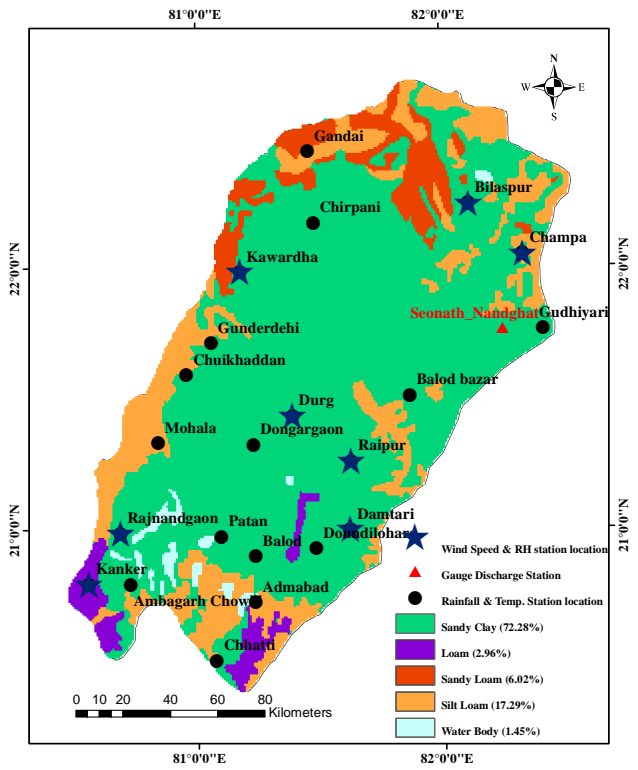 81°0'0"E
82°0'0"E
N
W
E
S
Gandai
Bilaspur
Chirpani
Champa
22°0'0"N
Kawardha
22°0'0"N
Seonath_Nandghat
Gudhiyari
Gunderdehi
Chuikhaddan
Balod bazar
Durg
Mohala
Dongargaon
Raipur
21°0'0"N
Rajnandgaon
Patan
Damtari
21°0'0"N
Balod
Doundilohar
Wind Speed & RH station location
Kanker
Gauge Discharge Station
Ambagarh Chowk
Admabad
Rainfall & Temp. Station location
Sandy Clay (72.28%)
Loam (2.96%)
Chhatti
Sandy Loam (6.02%)
Silt Loam (17.29%)
0 10 20 40 60 80
Kilometers
Water Body (1.45%)
81°0'0"E
82°0'0"E